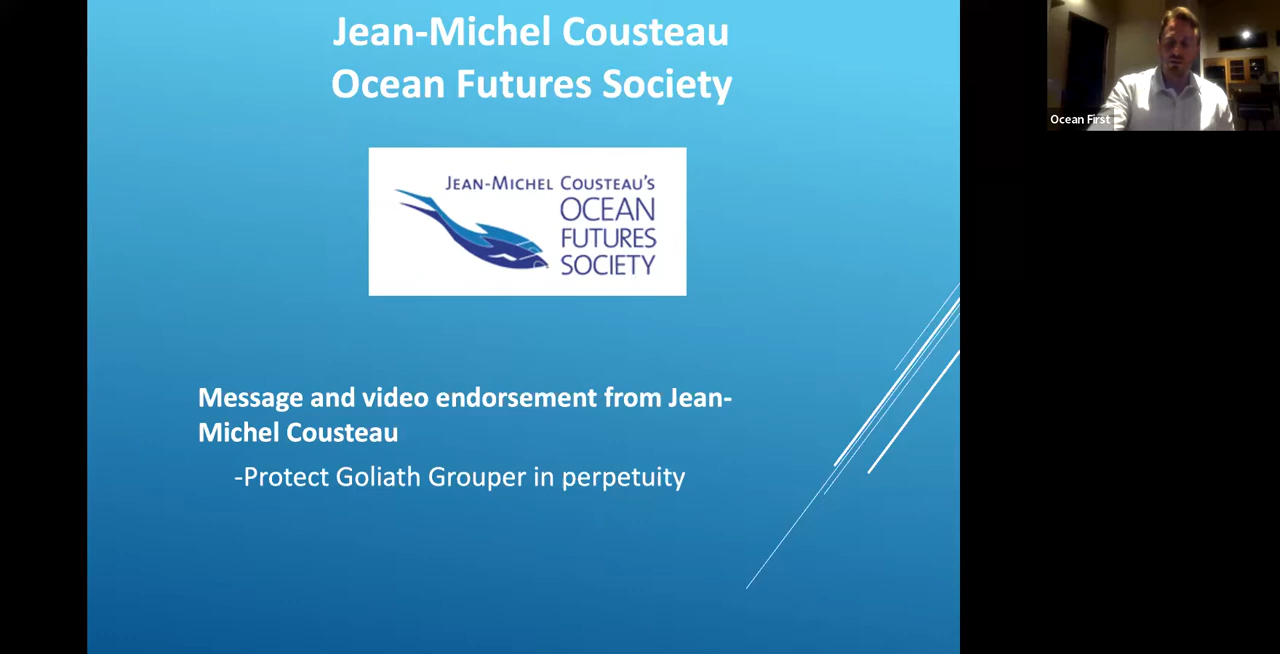 Jean-Michel Cousteau
Ocean Futures Society
JEAN-MICHEL COUSTEAU'S
OCEAN
FUTURES
SOCIETY
Message and video endorsement from Jean-
Michel Cousteau
-Protect Goliath Grouper in perpetuity
Ocean First